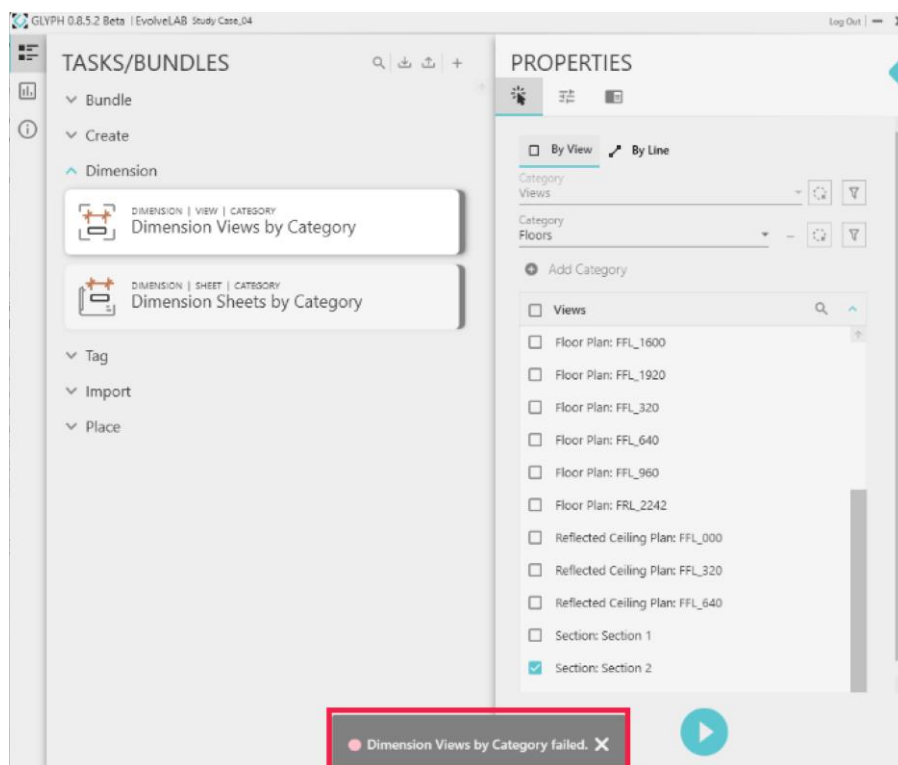 GLYPH 0.8.5.2 Beta | EvolveLAB Study Case_04
Log Out
TASKS/BUNDLES
Bundle
Create
Dimension
DIMENSION | VIEW | CATEGORY
Dimension Views by Category
DIMENSION | SHEET | CATEGORY
Dimension Sheets by Category
Tag
Import
Place
PROPERTIES
By View
By Line
Category
Views
Category
Floors
Add Category
Views
Floor Plan: FFL_1600
Floor Plan: FFL_1920
Floor Plan: FFL_320
Floor Plan: FFL_640
Floor Plan: FFL_960
Floor Plan: FRL_2242
Reflected Ceiling Plan: FFL_000
Reflected Ceiling Plan: FFL_320
Reflected Ceiling Plan: FFL_640
Section: Section 1
Section: Section 2
Dimension Views by Category failed.